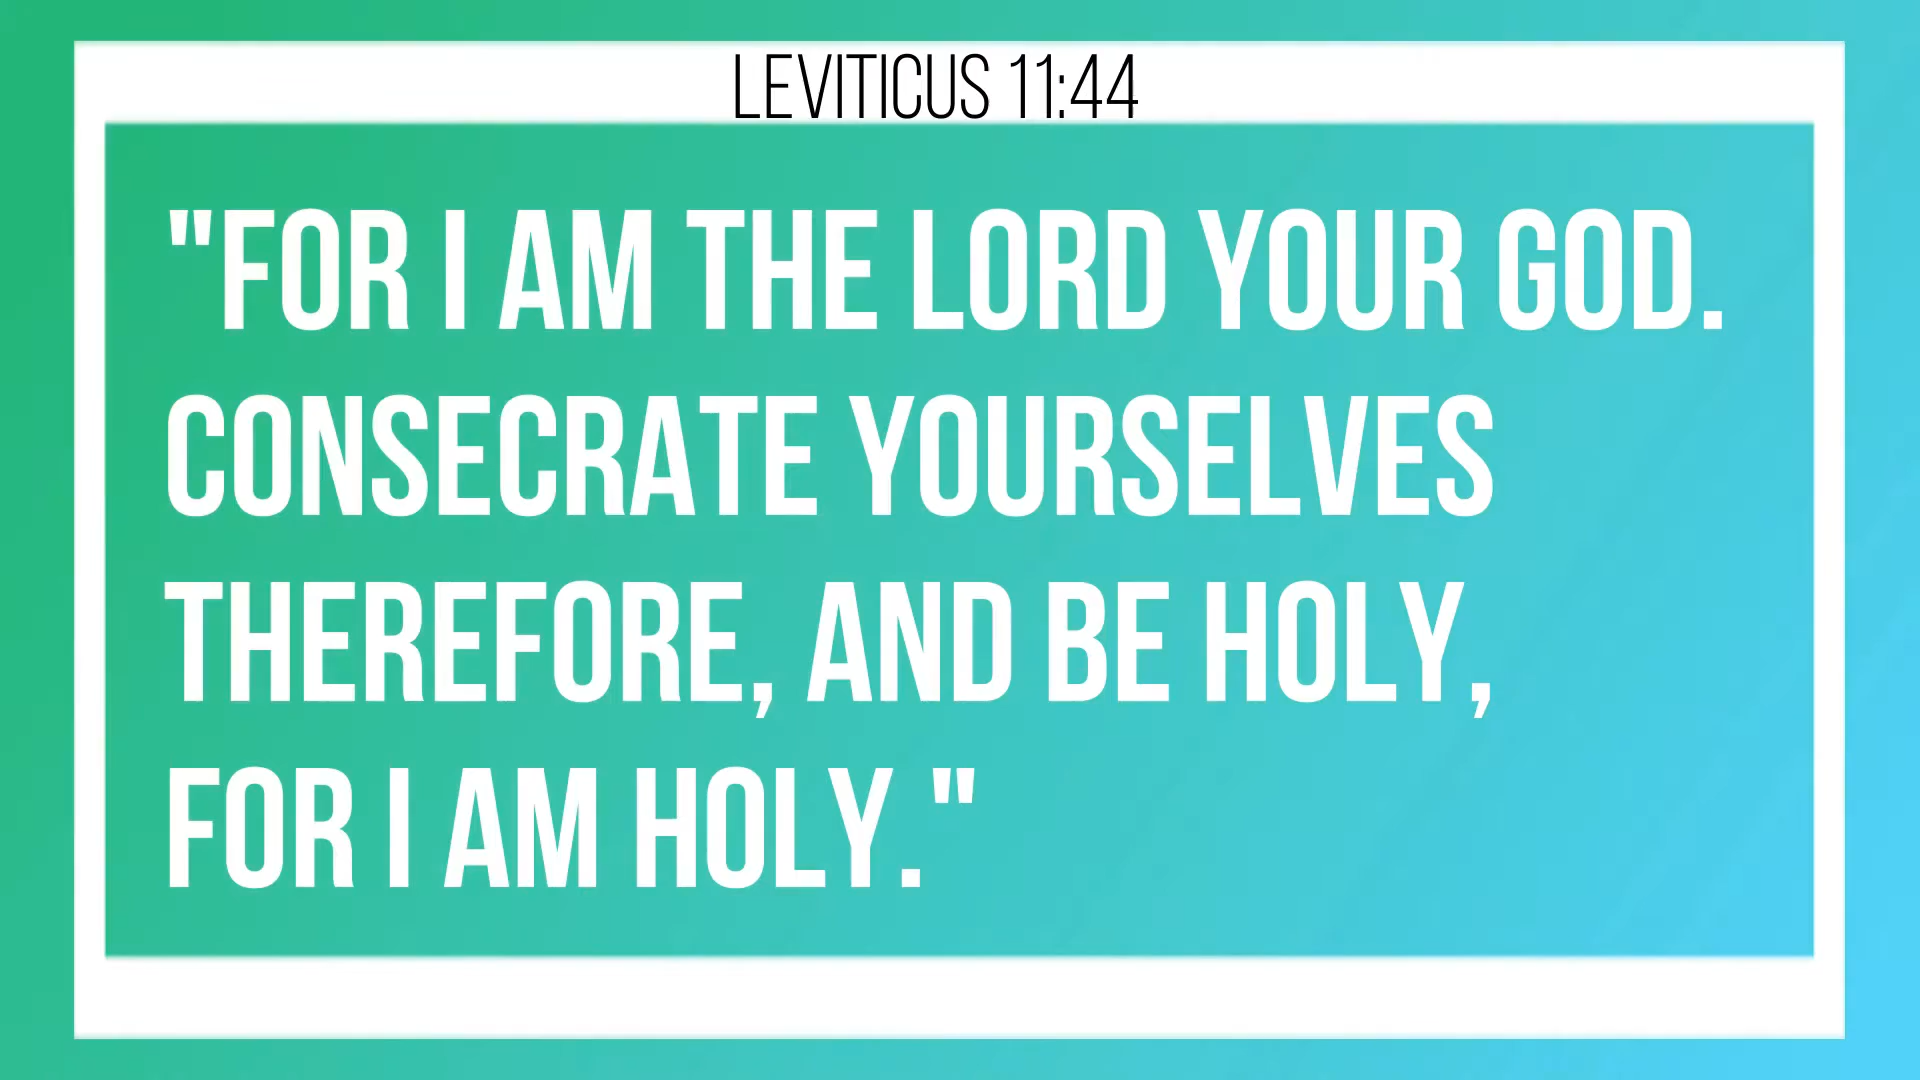 LEVITICUS 11:44
"FOR I AM THE LORD YOUR GOD.
CONSECRATE YOURSELVES
THEREFORE, AND BE HOLY,
FOR I AM HOLY."